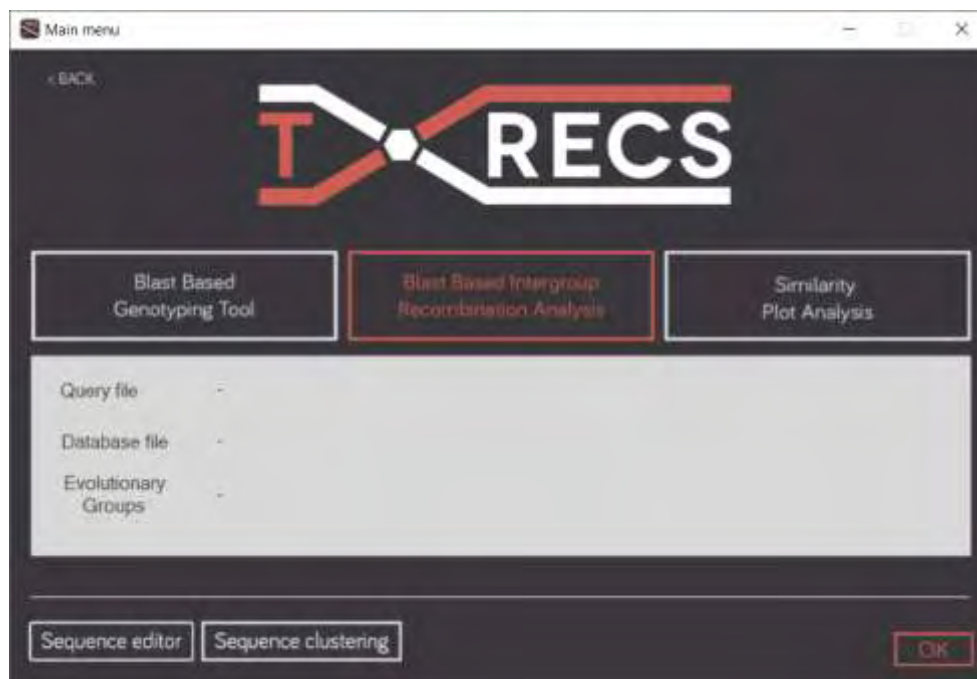 Main menu
< BACK
T RECS
Blast Based
Genotyping Tool
Blast Based Intergroup
Recombination Analysis
Similarity
Plot Analysis
Query file -
Database file -
Evolutionary
Groups -
Sequence editor
Sequence clustering
OK